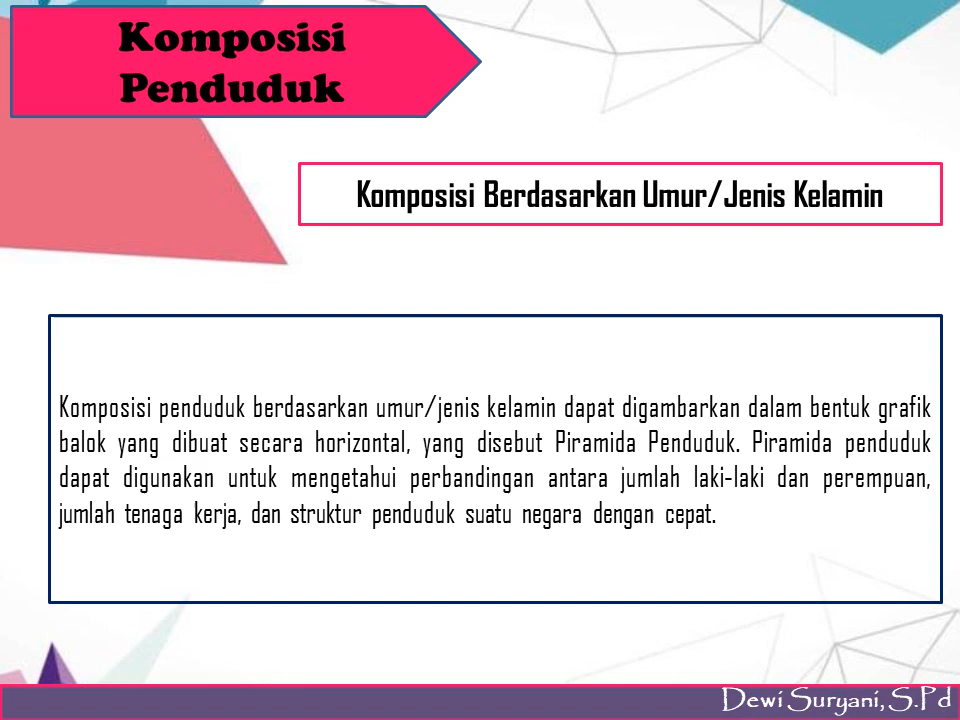 Komposisi
Penduduk
Komposisi Berdasarkan Umur/Jenis Kelamin
Komposisi penduduk berdasarkan umur/jenis kelamin dapat digambarkan dalam bentuk grafik
balok yang dibuat secara horizontal, yang disebut Piramida Penduduk. Piramida penduduk
dapat digunakan untuk mengetahui perbandingan antara jumlah laki-laki dan perempuan,
jumlah tenaga kerja, dan struktur penduduk suatu negara dengan cepat.
Dewi Suryani, S.Pd